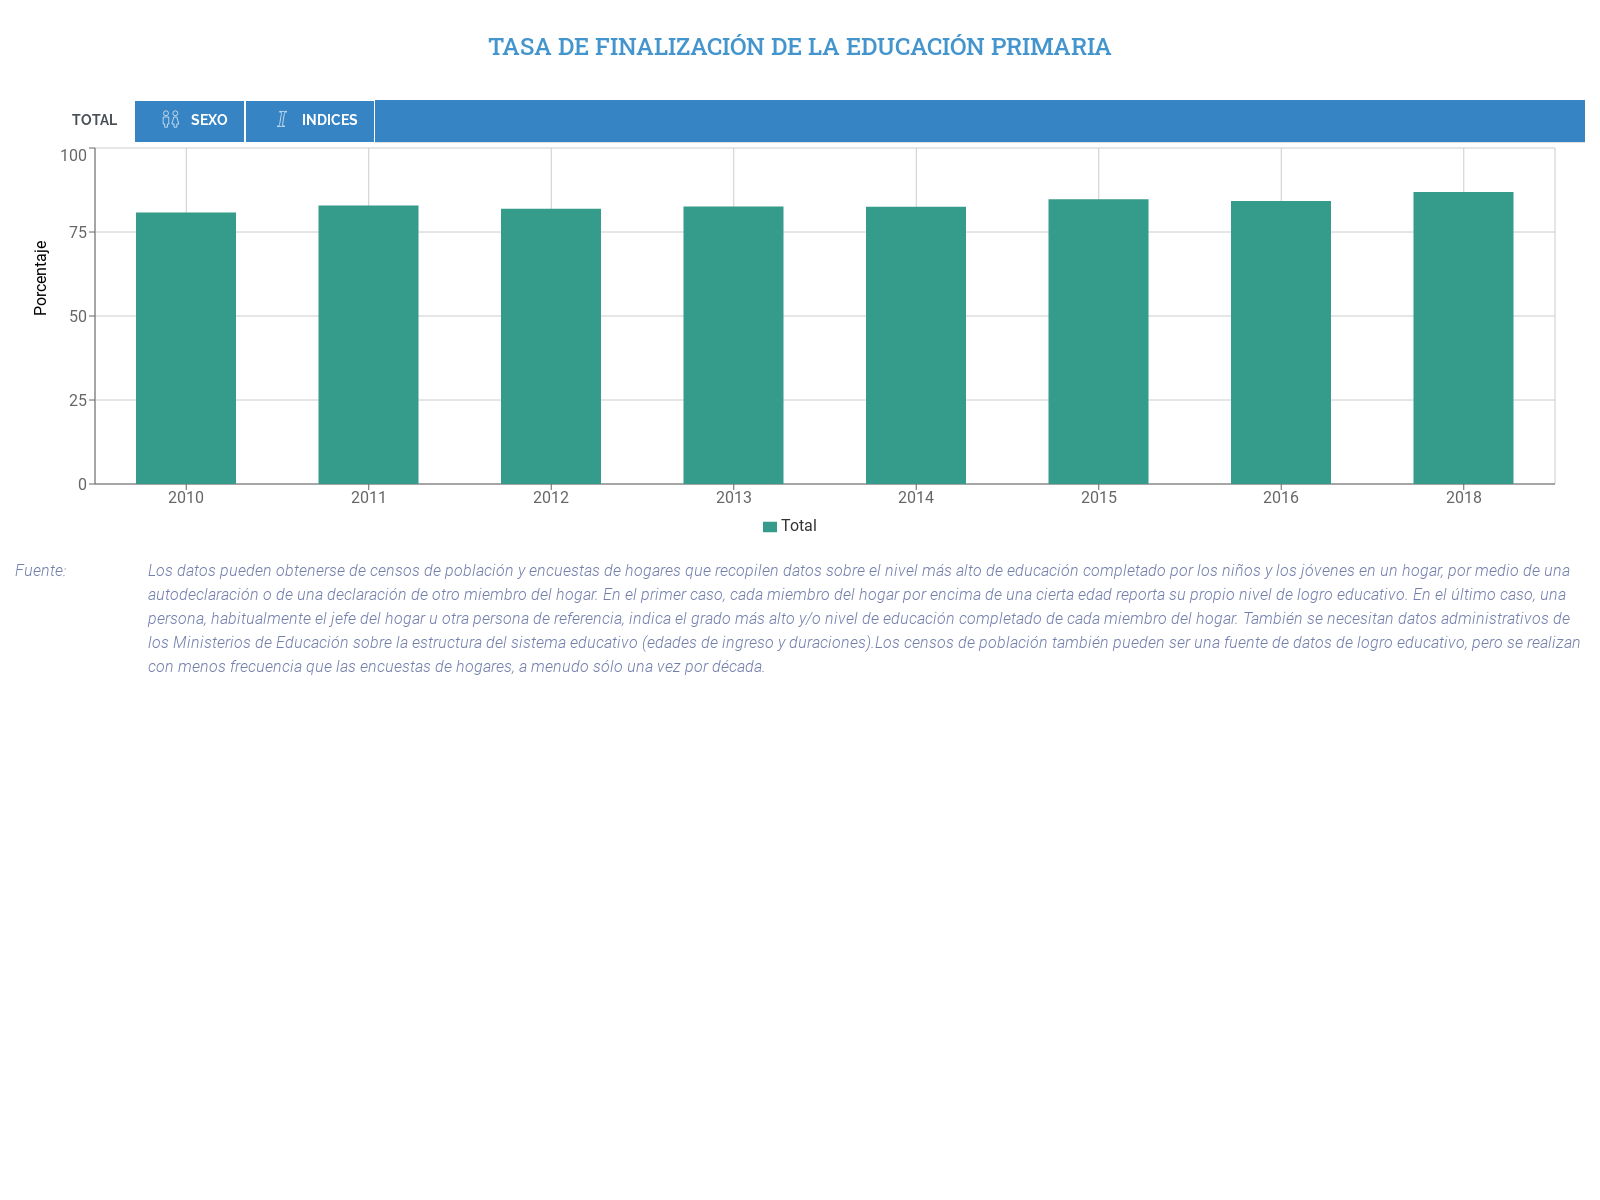 TASA DE FINALIZACIÓN DE LA EDUCACIÓN PRIMARIA
TOTAL SEXO INDICES
100
75
50
25
0
Porcentaje
2010 2011 2012 2013 2014 2015 2016 2018
Total
Fuente: Los datos pueden obtenerse de censos de población y encuestas de hogares que recopilen datos sobre el nivel más alto de educación completado por los niños y los jóvenes en un hogar, por medio de una
autodeclaración o de una declaración de otro miembro del hogar. En el primer caso, cada miembro del hogar por encima de una cierta edad reporta su propio nivel de logro educativo. En el último caso, una
persona, habitualmente el jefe del hogar u otra persona de referencia, indica el grado más alto y/o nivel de educación completado de cada miembro del hogar. También se necesitan datos administrativos de
los Ministerios de Educación sobre la estructura del sistema educativo (edades de ingreso y duraciones).Los censos de población también pueden ser una fuente de datos de logro educativo, pero se realizan
con menos frecuencia que las encuestas de hogares, a menudo sólo una vez por década.